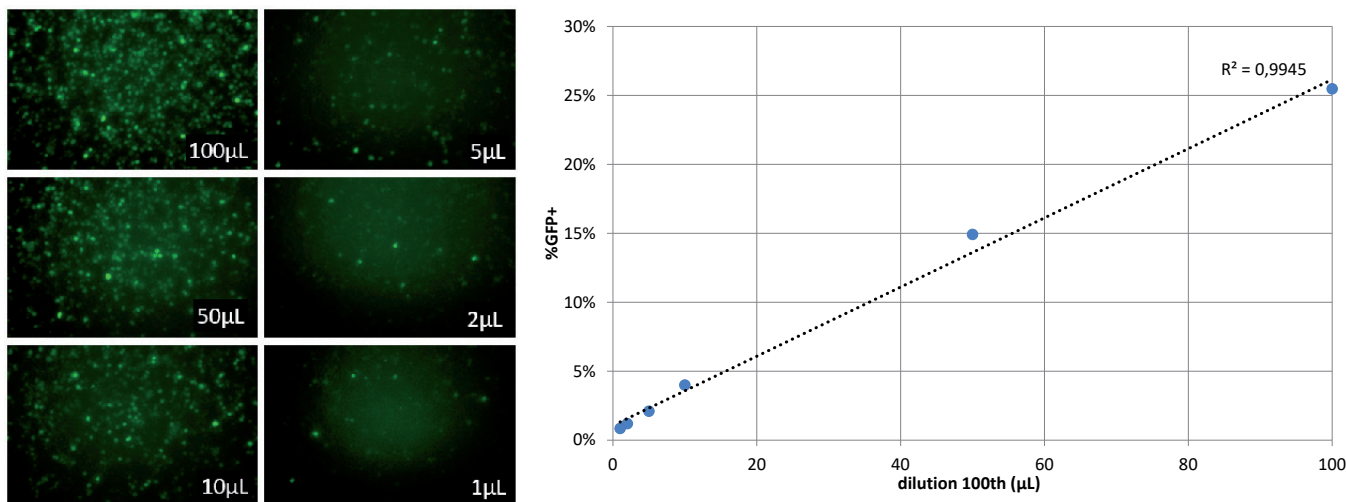 100µL
5µL
50µL
2µL
10µL
1µL
30%
25%
20%
15%
10%
5%
0%
%GFP+
R² = 0,9945
0 20 40 60 80 100
dilution 100th (µL)